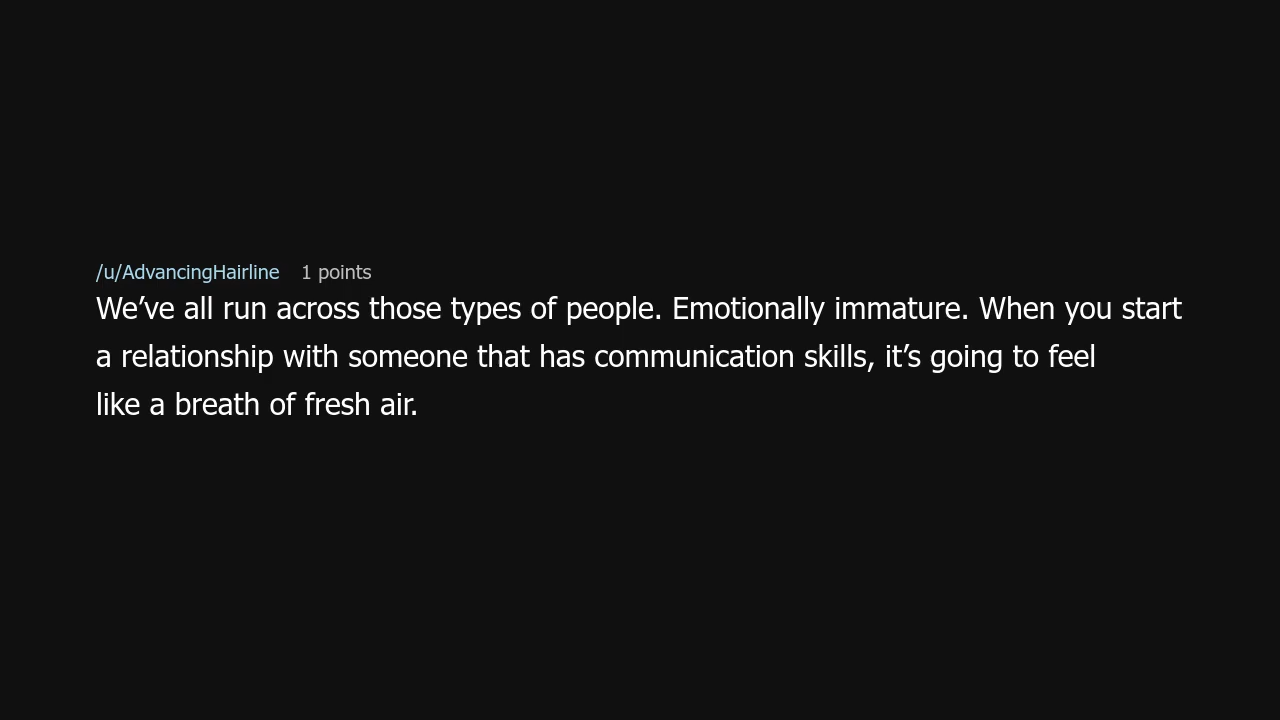 /u/AdvancingHairline 1 points
We’ve all run across those types of people. Emotionally immature. When you start
a relationship with someone that has communication skills, it’s going to feel
like a breath of fresh air.